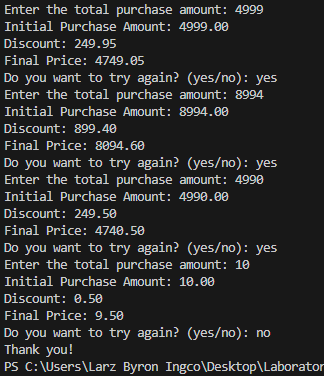 Enter the total purchase amount: 4999
Initial Purchase Amount: 4999.00
Discount: 249.95
Final Price: 4749.05
Do you want to try again? (yes/no): yes
Enter the total purchase amount: 8994
Initial Purchase Amount: 8994.00
Discount: 899.40
Final Price: 8094.60
Do you want to try again? (yes/no): yes
Enter the total purchase amount: 4990
Initial Purchase Amount: 4990.00
Discount: 249.50
Final Price: 4740.50
Do you want to try again? (yes/no): yes
Enter the total purchase amount: 10
Initial Purchase Amount: 10.00
Discount: 0.50
Final Price: 9.50
Do you want to try again? (yes/no): no
Thank you!
PS C:\Users\Larz Byron Ingco\Desktop\Laborator